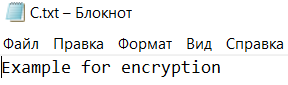 C.txt – Блокнот
Файл Правка Формат Вид Справка
Example for encryption